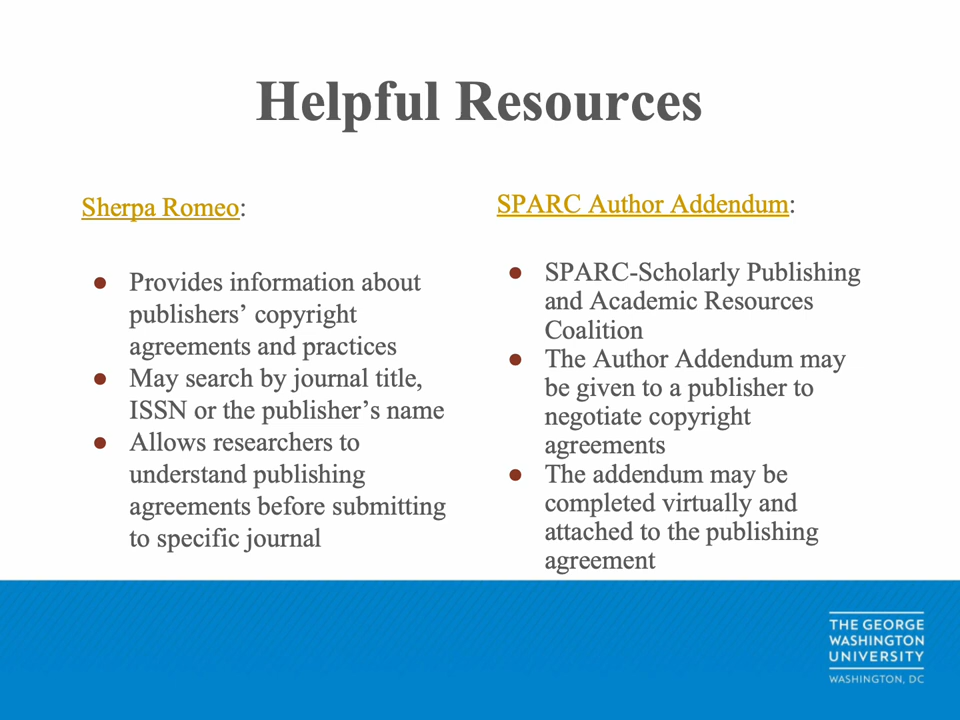 Helpful Resources
Sherpa Romeo:
● Provides information about
publishers’ copyright
agreements and practices
● May search by journal title,
ISSN or the publisher’s name
● Allows researchers to
understand publishing
agreements before submitting
to specific journal
SPARC Author Addendum:
● SPARC-Scholarly Publishing
and Academic Resources
Coalition
● The Author Addendum may
be given to a publisher to
negotiate copyright
agreements
● The addendum may be
completed virtually and
attached to the publishing
agreement
THE GEORGE
WASHINGTON
UNIVERSITY
WASHINGTON, DC